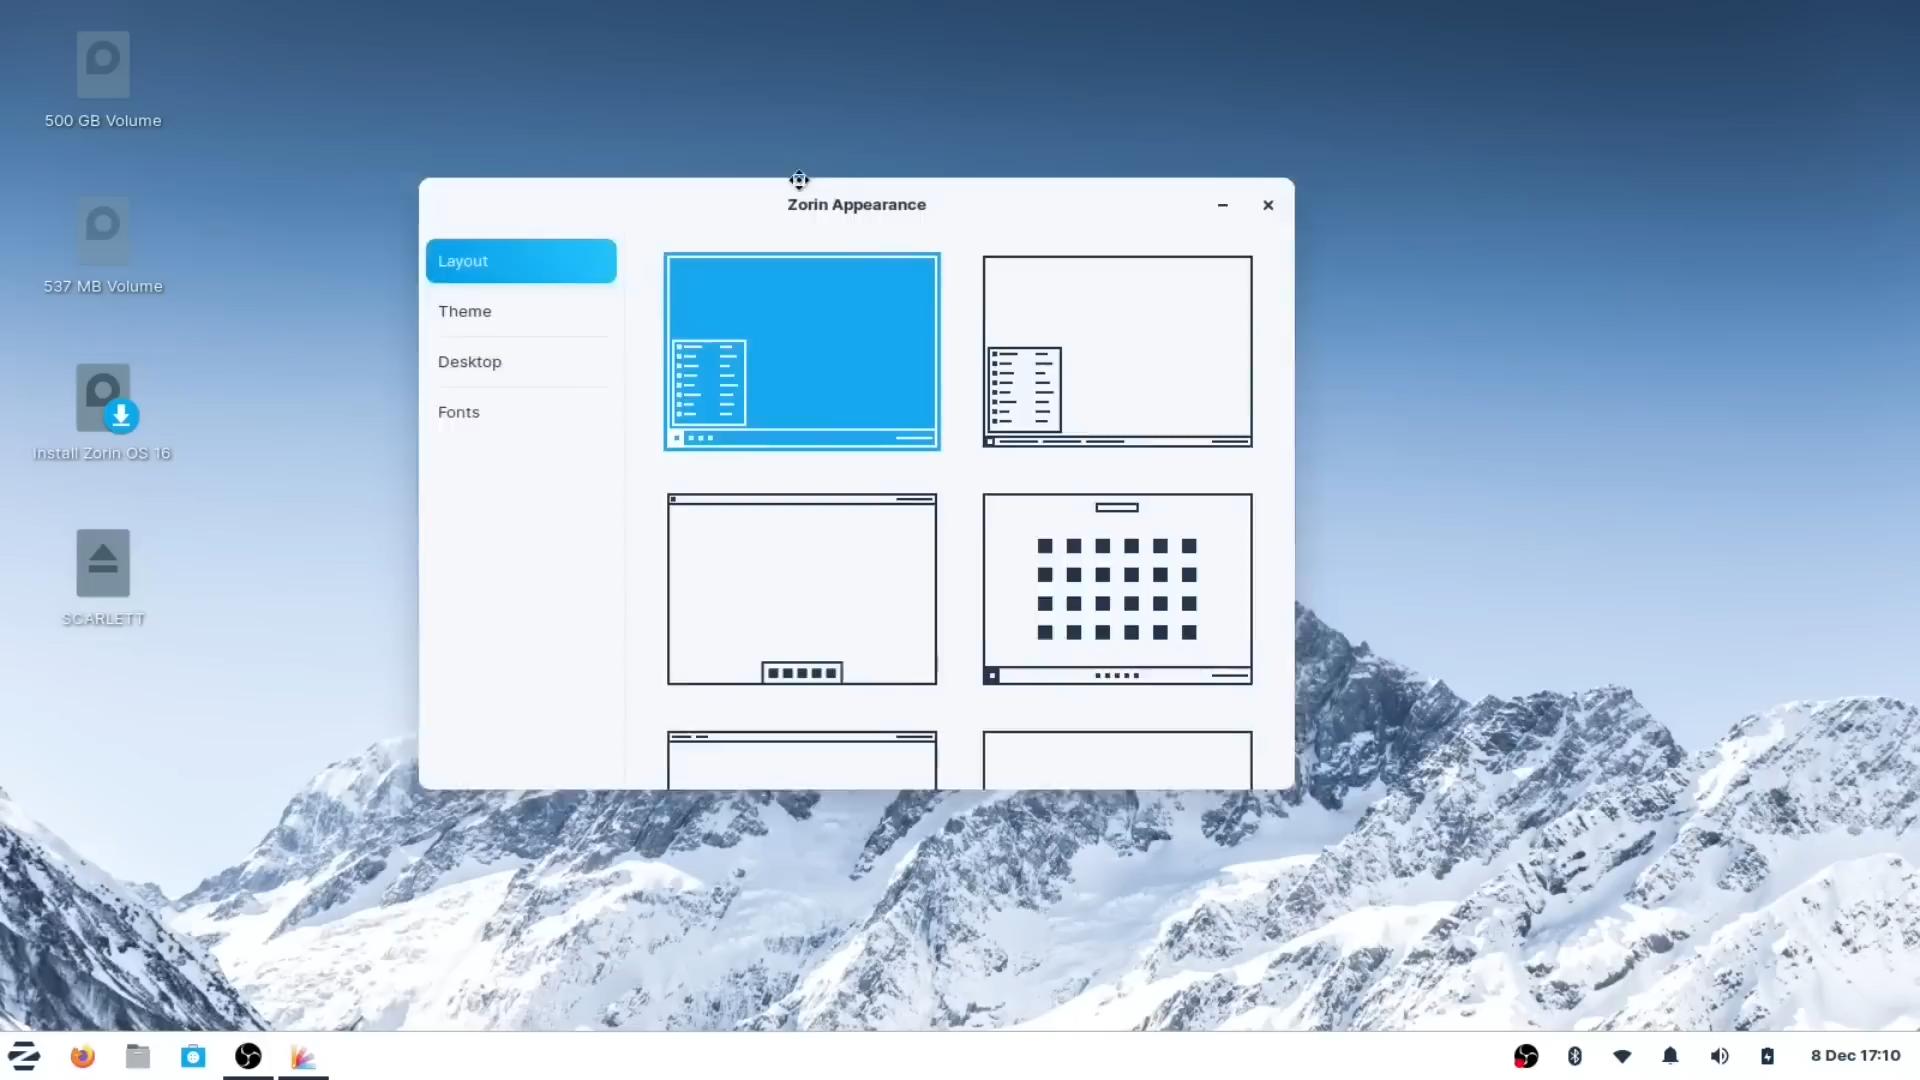 500 GB Volume
537 MB Volume
Install Zorin OS 16
SCARLETT
Zorin Appearance
Layout
Theme
Desktop
Fonts
8 Dec 17:10